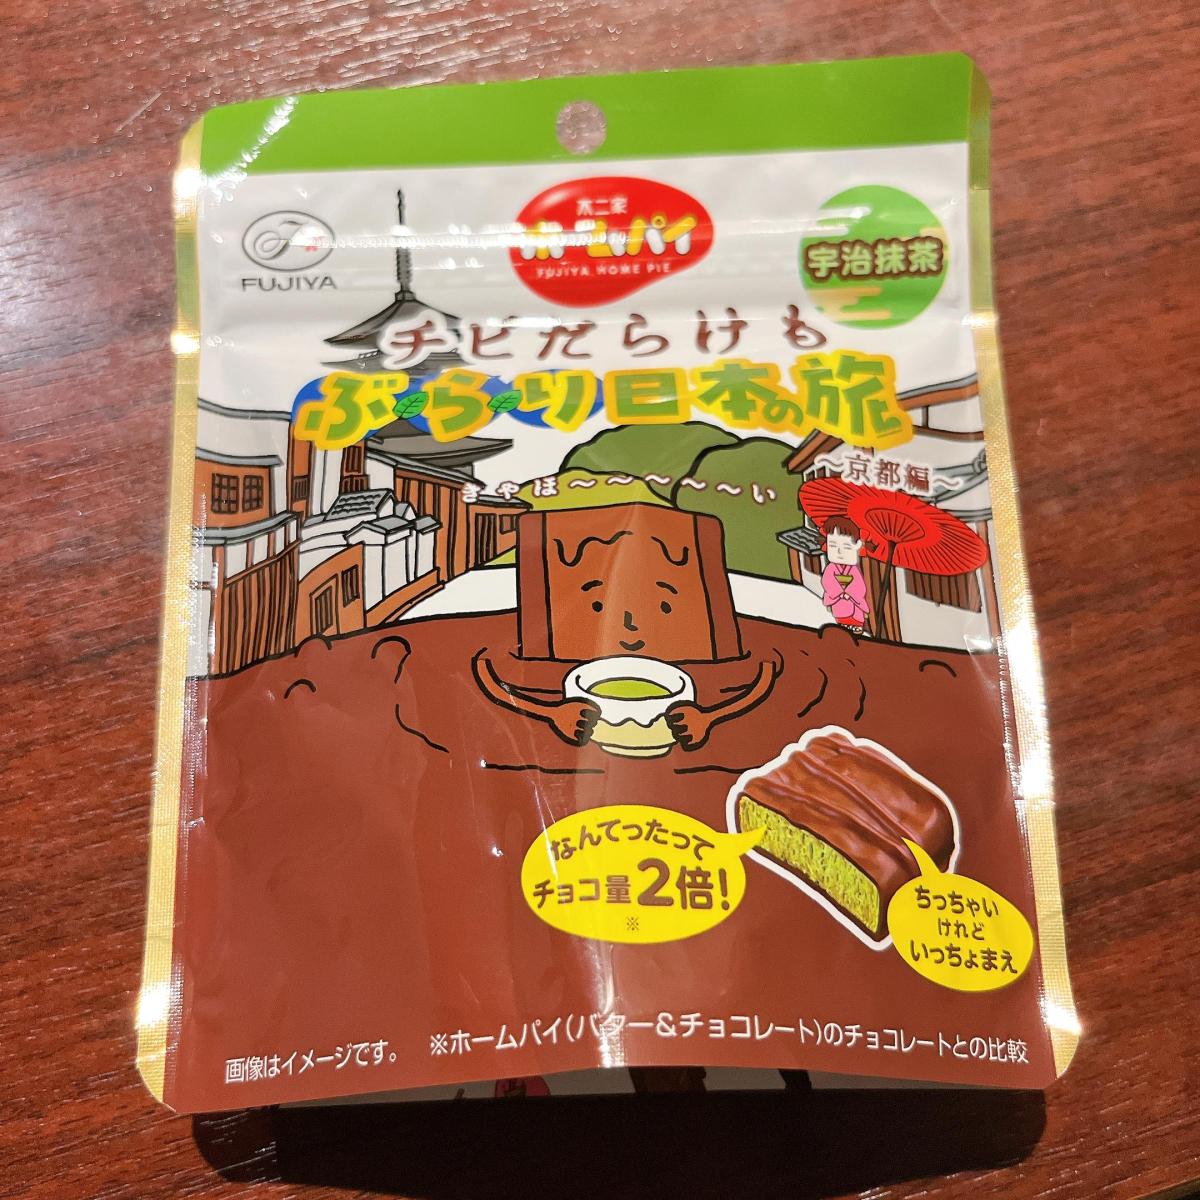 FUJIYA
不二家
ホームパイ
FUJIYA HOME PIE
宇治抹茶
チビだらけも
ぶらり日本の旅
～京都編～
きゃほ～～～～～～い
なんてったって
チョコ量2倍!
※
ちっちゃい
けれど
いっちょまえ
画像はイメージです。 ※ホームパイ(バター&チョコレート)のチョコレートとの比較